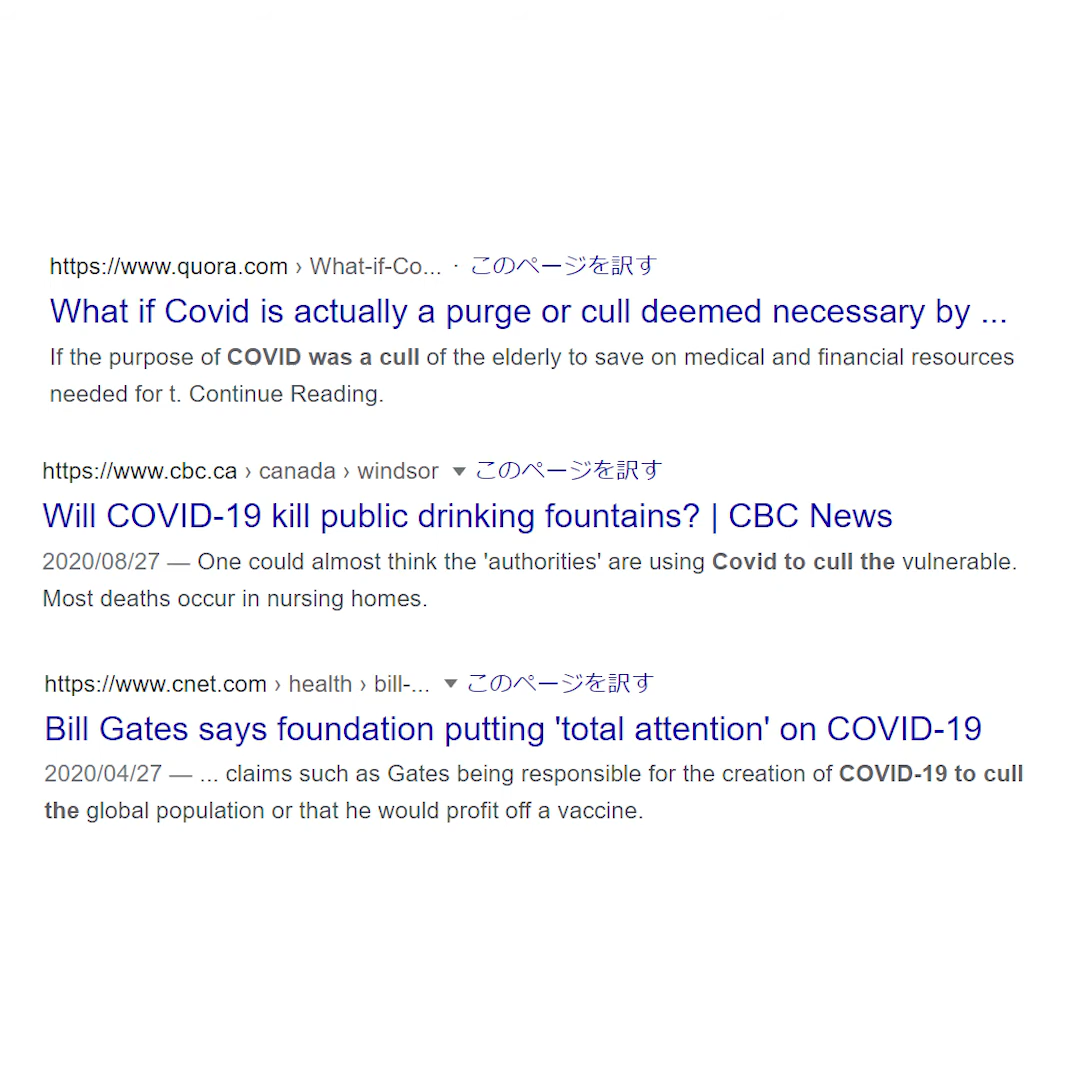 https://www.quora.com › What-if-Co... · このページを訳す
What if Covid is actually a purge or cull deemed necessary by ...
If the purpose of COVID was a cull of the elderly to save on medical and financial resources
needed for t. Continue Reading.
https://www.cbc.ca › canada › windsor ▼ このページを訳す
Will COVID-19 kill public drinking fountains? | CBC News
2020/08/27 — One could almost think the 'authorities' are using Covid to cull the vulnerable.
Most deaths occur in nursing homes.
https://www.cnet.com › health › bill-... ▼ このページを訳す
Bill Gates says foundation putting 'total attention' on COVID-19
2020/04/27 — ... claims such as Gates being responsible for the creation of COVID-19 to cull
the global population or that he would profit off a vaccine.